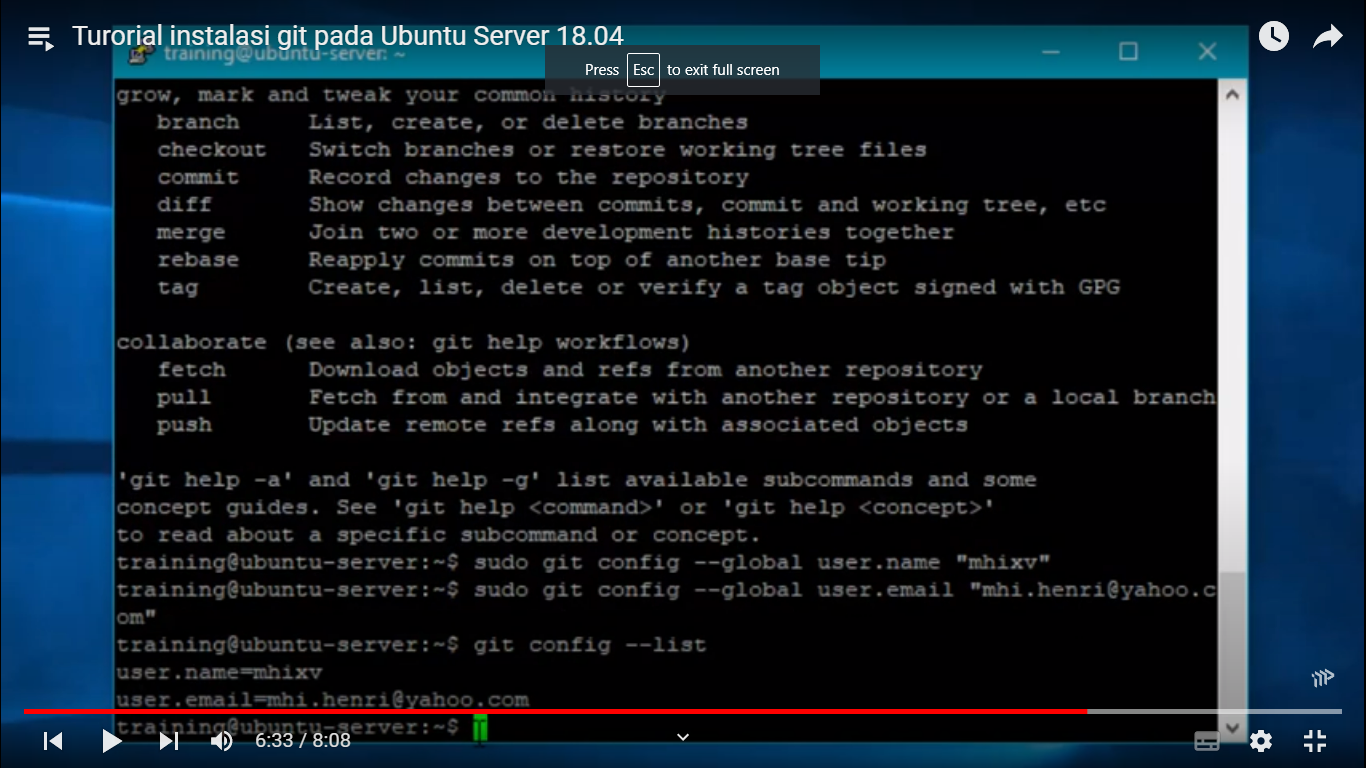 Turorial instalasi git pada Ubuntu Server 18.04
training@ubuntu-server: ~
Press Esc to exit full screen
grow, mark and tweak your common history
branch List, create, or delete branches
checkout Switch branches or restore working tree files
commit Record changes to the repository
diff Show changes between commits, commit and working tree, etc
merge Join two or more development histories together
rebase Reapply commits on top of another base tip
tag Create, list, delete or verify a tag object signed with GPG
collaborate (see also: git help workflows)
fetch Download objects and refs from another repository
pull Fetch from and integrate with another repository or a local branch
push Update remote refs along with associated objects
'git help -a' and 'git help -g' list available subcommands and some
concept guides. See 'git help <command>' or 'git help <concept>'
to read about a specific subcommand or concept.
training@ubuntu-server:~$ sudo git config --global user.name "mhixv"
training@ubuntu-server:~$ sudo git config --global user.email "mhi.henri@yahoo.c
om"
training@ubuntu-server:~$ git config --list
user.name=mhixv
user.email=mhi.henri@yahoo.com
training@ubuntu-server:~$
6:33 / 8:08